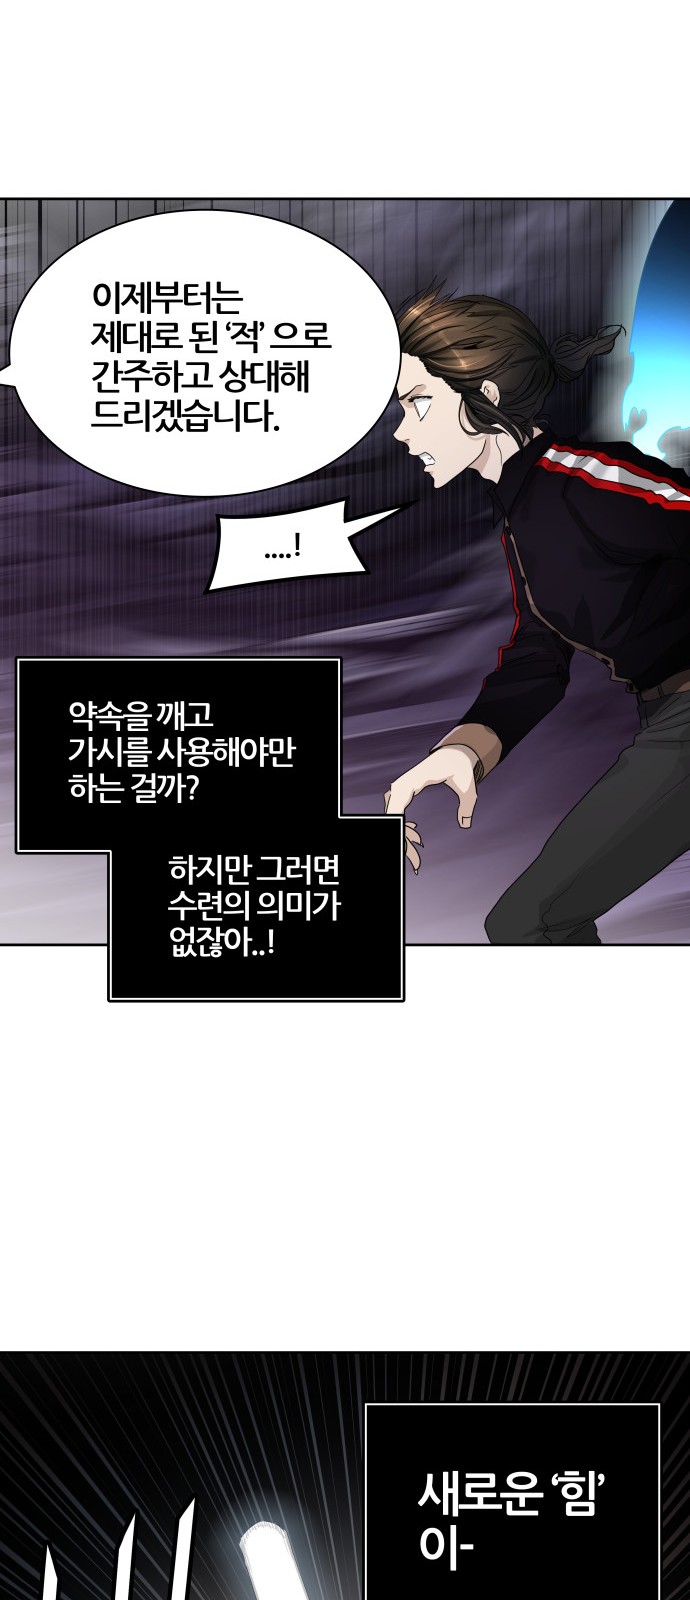 이제부터는
제대로 된 ‘적’ 으로
간주하고 상대해
드리겠습니다.
....!
약속을 깨고
가시를 사용해야만
하는 걸까?
하지만 그러면
수련의 의미가
없잖아..!
새로운 ‘힘’
이-